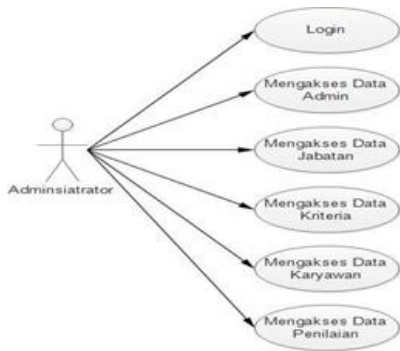 Login
Mengakses Data
Admin
Mengakses Data
Jabatan
Adminsiatrator
Mengakses Data
Kriteria
Mengakses Data
Karyawan
Mengakses Data
Penilaian